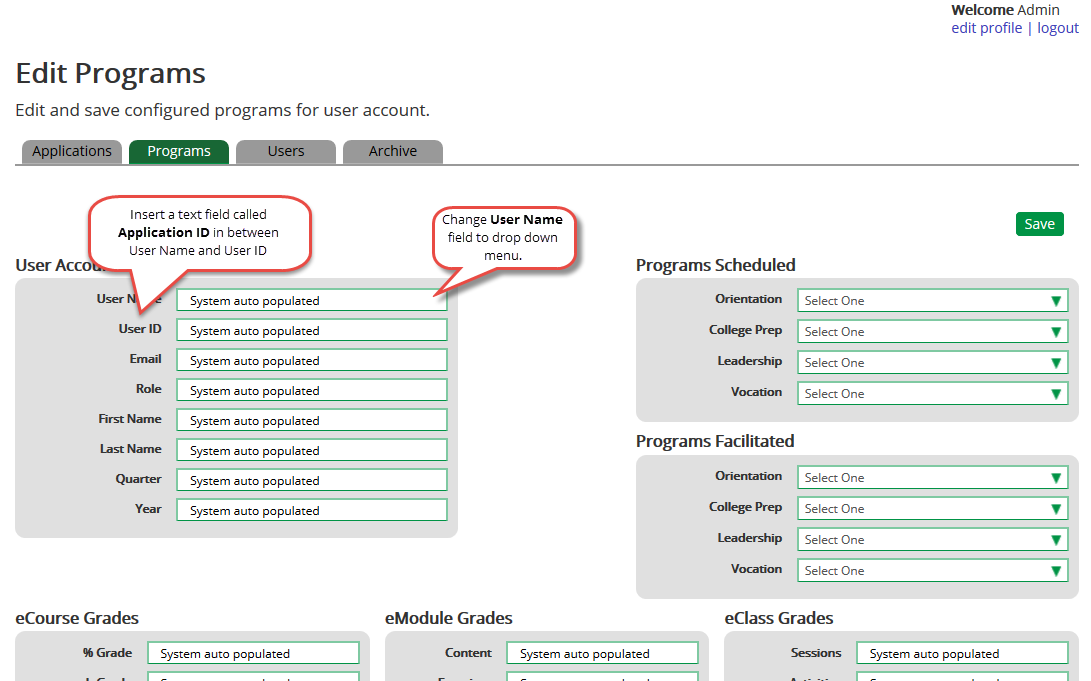 Welcome Admin
edit profile | logout
Edit Programs
Edit and save configured programs for user account.
Applications
Programs
Users
Archive
Insert a text field called
Application ID in between
User Name and User ID
Change User Name
field to drop down
menu.
Save
User
User System auto populated
User ID System auto populated
Email System auto populated
Role System auto populated
First Name System auto populated
Last Name System auto populated
Quarter System auto populated
Year System auto populated
Programs Scheduled
Orientation Select One
College Prep Select One
Leadership Select One
Vocation Select One
Programs Facilitated
Orientation Select One
College Prep Select One
Leadership Select One
Vocation Select One
eCourse Grades
% Grade System auto populated
eModule Grades
Content System auto populated
eClass Grades
Sessions System auto populated